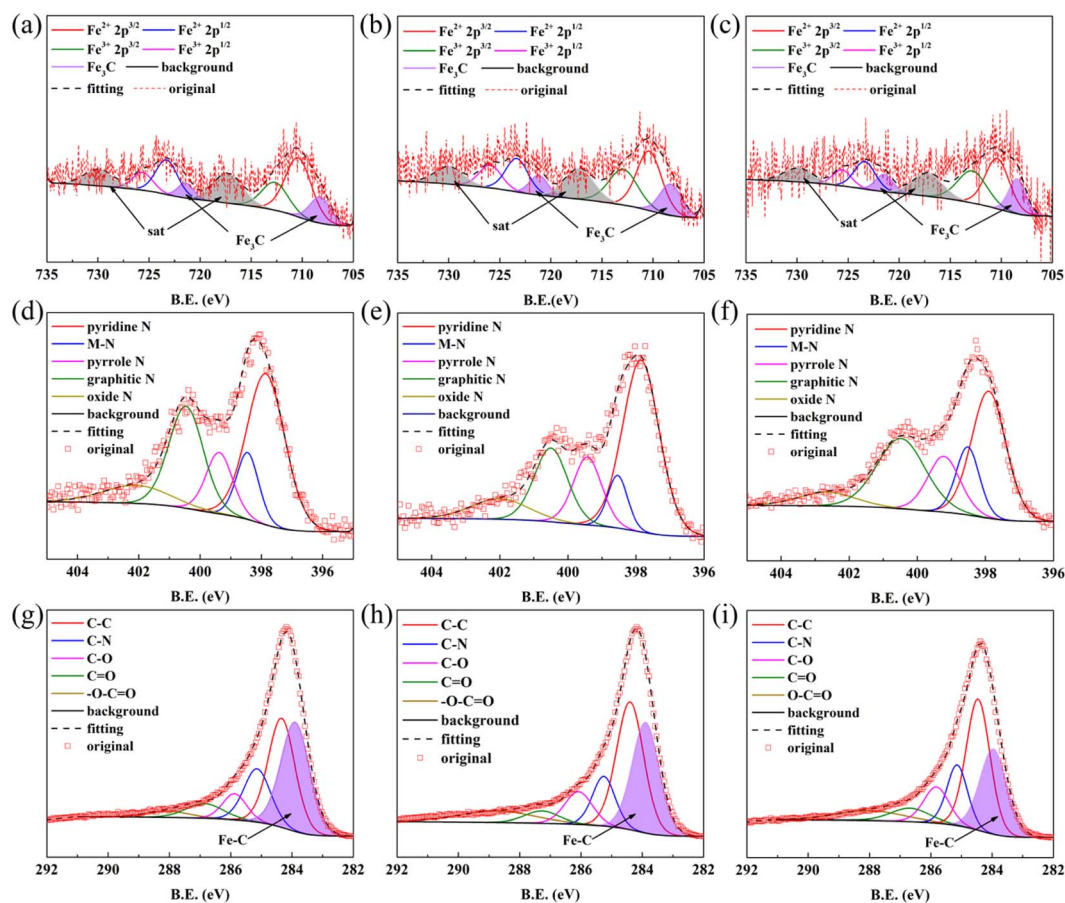 (a)
Fe2+ 2p3/2 Fe2+ 2p1/2
Fe3+ 2p3/2 Fe3+ 2p1/2
Fe3C background
fitting original
sat
Fe3C
735 730 725 720 715 710 705
B.E. (eV)
(b)
Fe2+ 2p3/2 Fe2+ 2p1/2
Fe3+ 2p3/2 Fe3+ 2p1/2
Fe3C background
fitting original
sat
Fe3C
735 730 725 720 715 710 705
B.E.(eV)
(c)
Fe2+ 2p3/2 Fe2+ 2p1/2
Fe3+ 2p3/2 Fe3+ 2p1/2
Fe3C background
fitting original
sat
Fe3C
735 730 725 720 715 710 705
B.E. (eV)
(d)
pyridine N
M-N
pyrrole N
graphitic N
oxide N
background
fitting
original
404 402 400 398 396
B.E. (eV)
(e)
pyridine N
M-N
pyrrole N
graphitic N
oxide N
background
fitting
original
404 402 400 398 396
B.E. (eV)
(f)
pyridine N
M-N
pyrrole N
graphitic N
oxide N
background
fitting
original
404 402 400 398 396
B.E. (eV)
(g)
C-C
C-N
C-O
C=O
-O-C=O
background
fitting
original
Fe-C
292 290 288 286 284 282
B.E. (eV)
(h)
C-C
C-N
C-O
C=O
-O-C=O
background
fitting
original
Fe-C
292 290 288 286 284 282
B.E. (eV)
(i)
C-C
C-N
C-O
C=O
O-C=O
background
fitting
original
Fe-C
292 290 288 286 284 282
B.E. (eV)